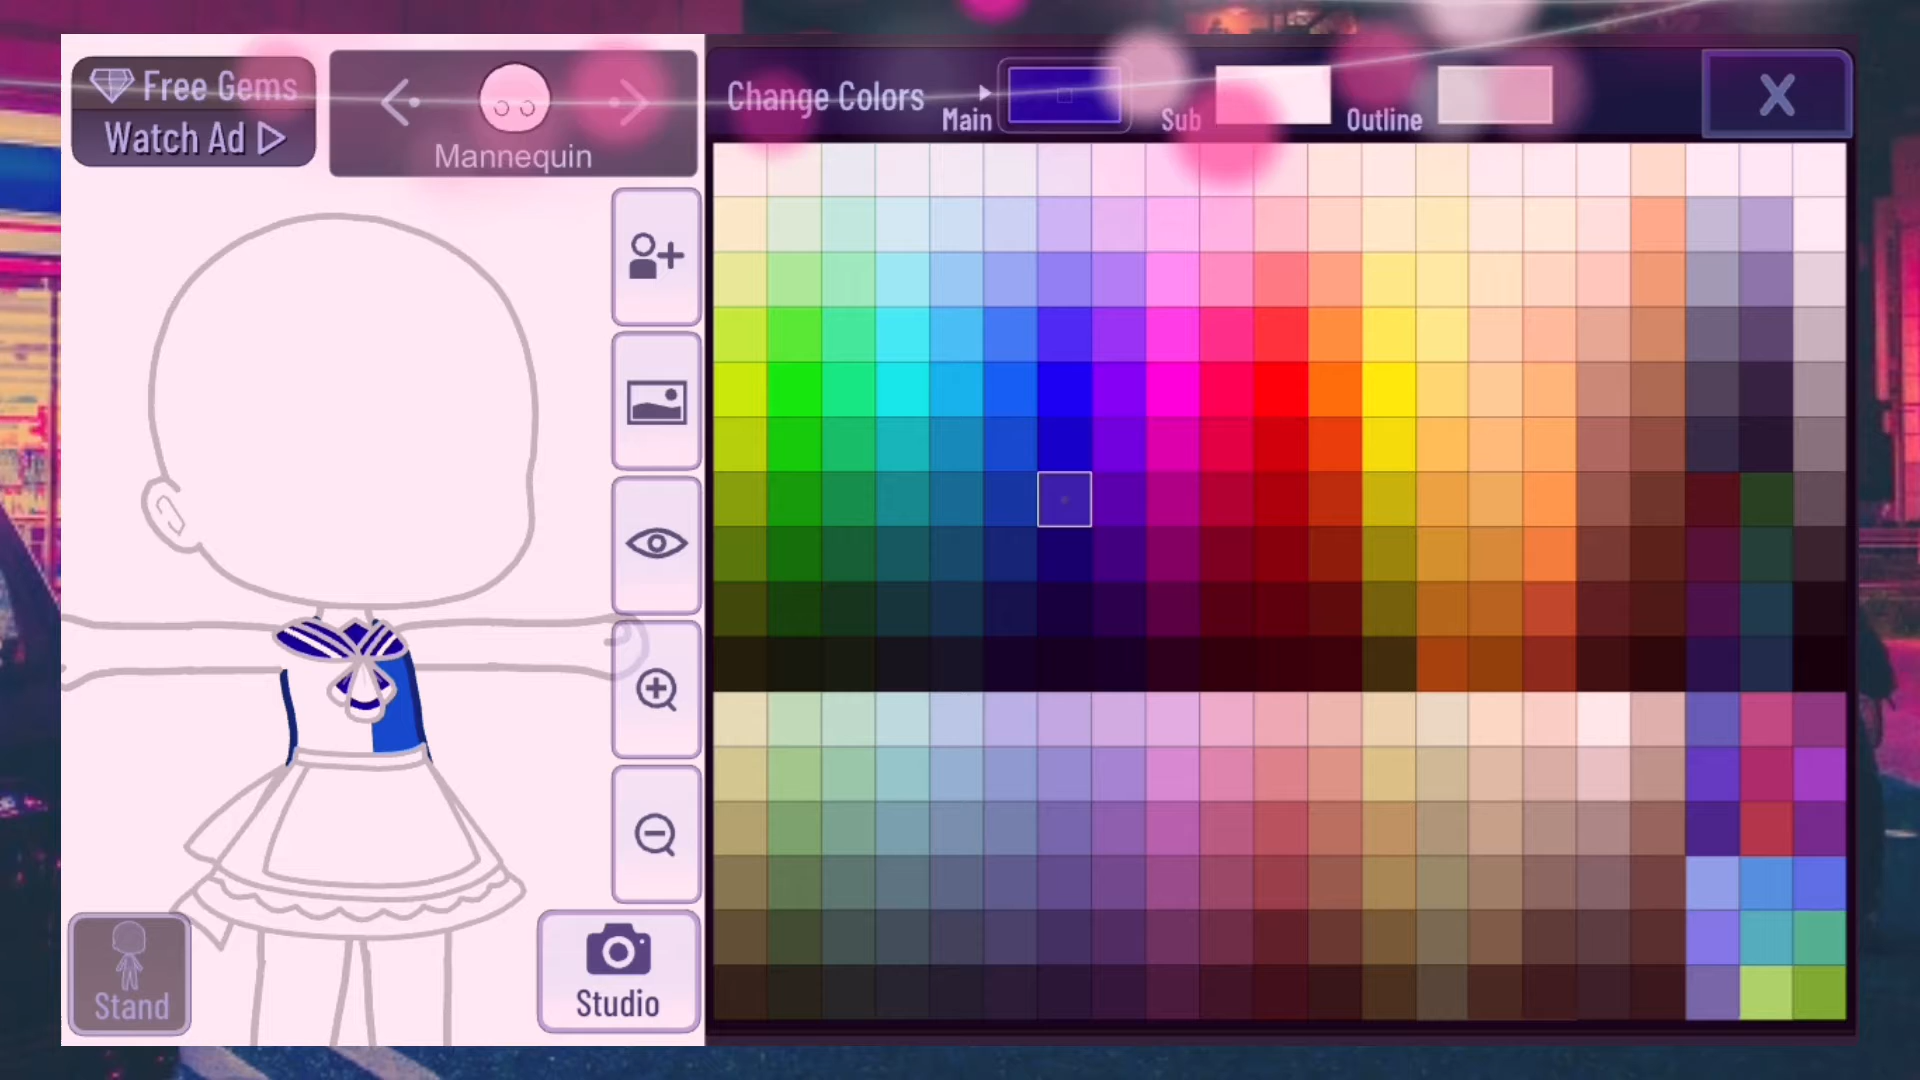 Free Gems
Watch Ad
Mannequin
Change Colors
Main
Sub
Outline
X
Stand
Studio